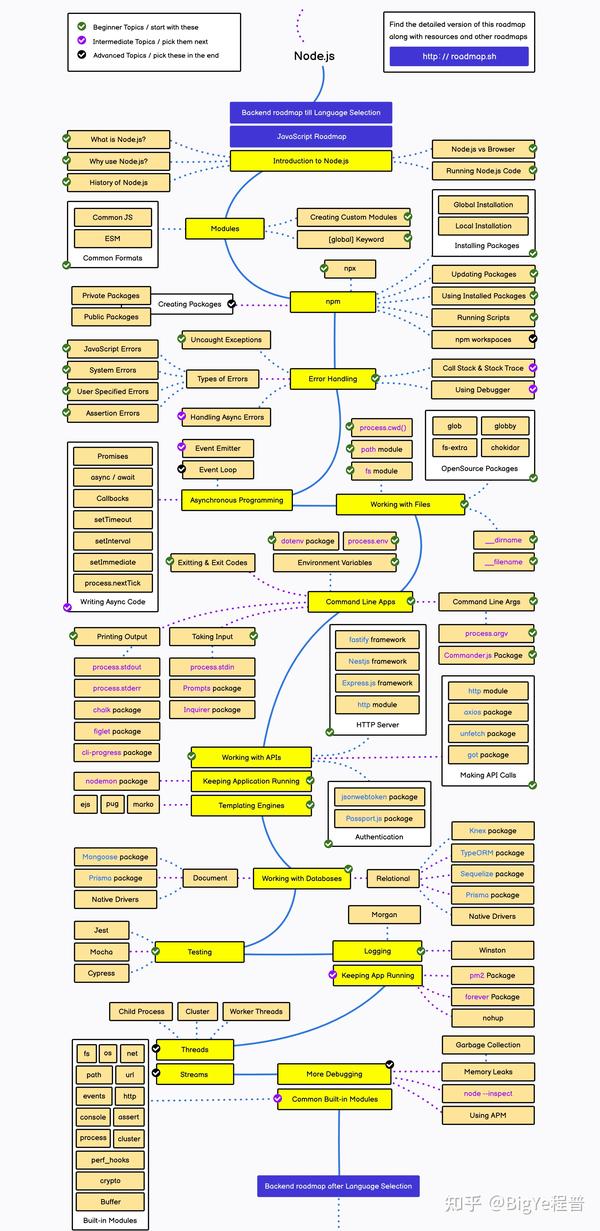 Beginner Topics / start with these
Intermediate Topics / pick them next
Advanced Topics / pick these in the end
Find the detailed version of this roadmap
along with resources and other roadmaps
http: // roadmap.sh
Node.js
Backend roadmap till Language Selection
JavaScript Roadmap
Introduction to Node.js
What is Node.js?
Why use Node.js?
History of Node.js
Node.js vs Browser
Running Node.js Code
Common JS
ESM
Common Formats
Modules
Creating Custom Modules
[global] Keyword
Global Installation
Local Installation
Installing Packages
npx
npm
Private Packages
Public Packages
Creating Packages
Updating Packages
Using Installed Packages
Running Scripts
npm workspaces
Uncaught Exceptions
JavaScript Errors
System Errors
User Specified Errors
Assertion Errors
Types of Errors
Handling Async Errors
Error Handling
Call Stack & Stack Trace
Using Debugger
process.cwd()
path module
fs module
glob
globby
fs-extra
chokidor
OpenSource Packages
Event Emitter
Event Loop
Asynchronous Programming
Promises
async / await
Callbacks
setTimeout
setInterval
setImmediate
process.nextTick
Writing Async Code
Working with Files
__dirname
__filename
dotenv package
process.env
Environment Variables
Exitting & Exit Codes
Command Line Apps
Command Line Args
process.argv
Commander.js Package
Printing Output
process.stdout
process.stderr
chalk package
figlet package
cli-progress package
Taking Input
process.stdin
Prompts package
Inquirer package
fastify framework
Nestjs framework
Express.js framework
http module
HTTP Server
http module
axios package
unfetch package
got package
Making API Calls
Working with APIs
nodemon package
Keeping Application Running
ejs
pug
marko
Templating Engines
jsonwebtoken package
Passport.js package
Authentication
Mongoose package
Prisma package
Native Drivers
Document
Working with Databases
Relational
Knex package
TypeORM package
Sequelize package
Prisma package
Native Drivers
Jest
Mocha
Cypress
Testing
Morgan
Logging
Winston
Keeping App Running
pm2 Package
forever Package
nohup
Child Process
Cluster
Worker Threads
Threads
Streams
More Debugging
Garbage Collection
Memory Leaks
node --inspect
Using APM
Common Built-in Modules
fs
os
net
path
url
events
http
console
assert
process
cluster
perf_hooks
crypto
Buffer
Built-in Modules
Backend roadmap after Language Selection
知乎 @BigYe程普